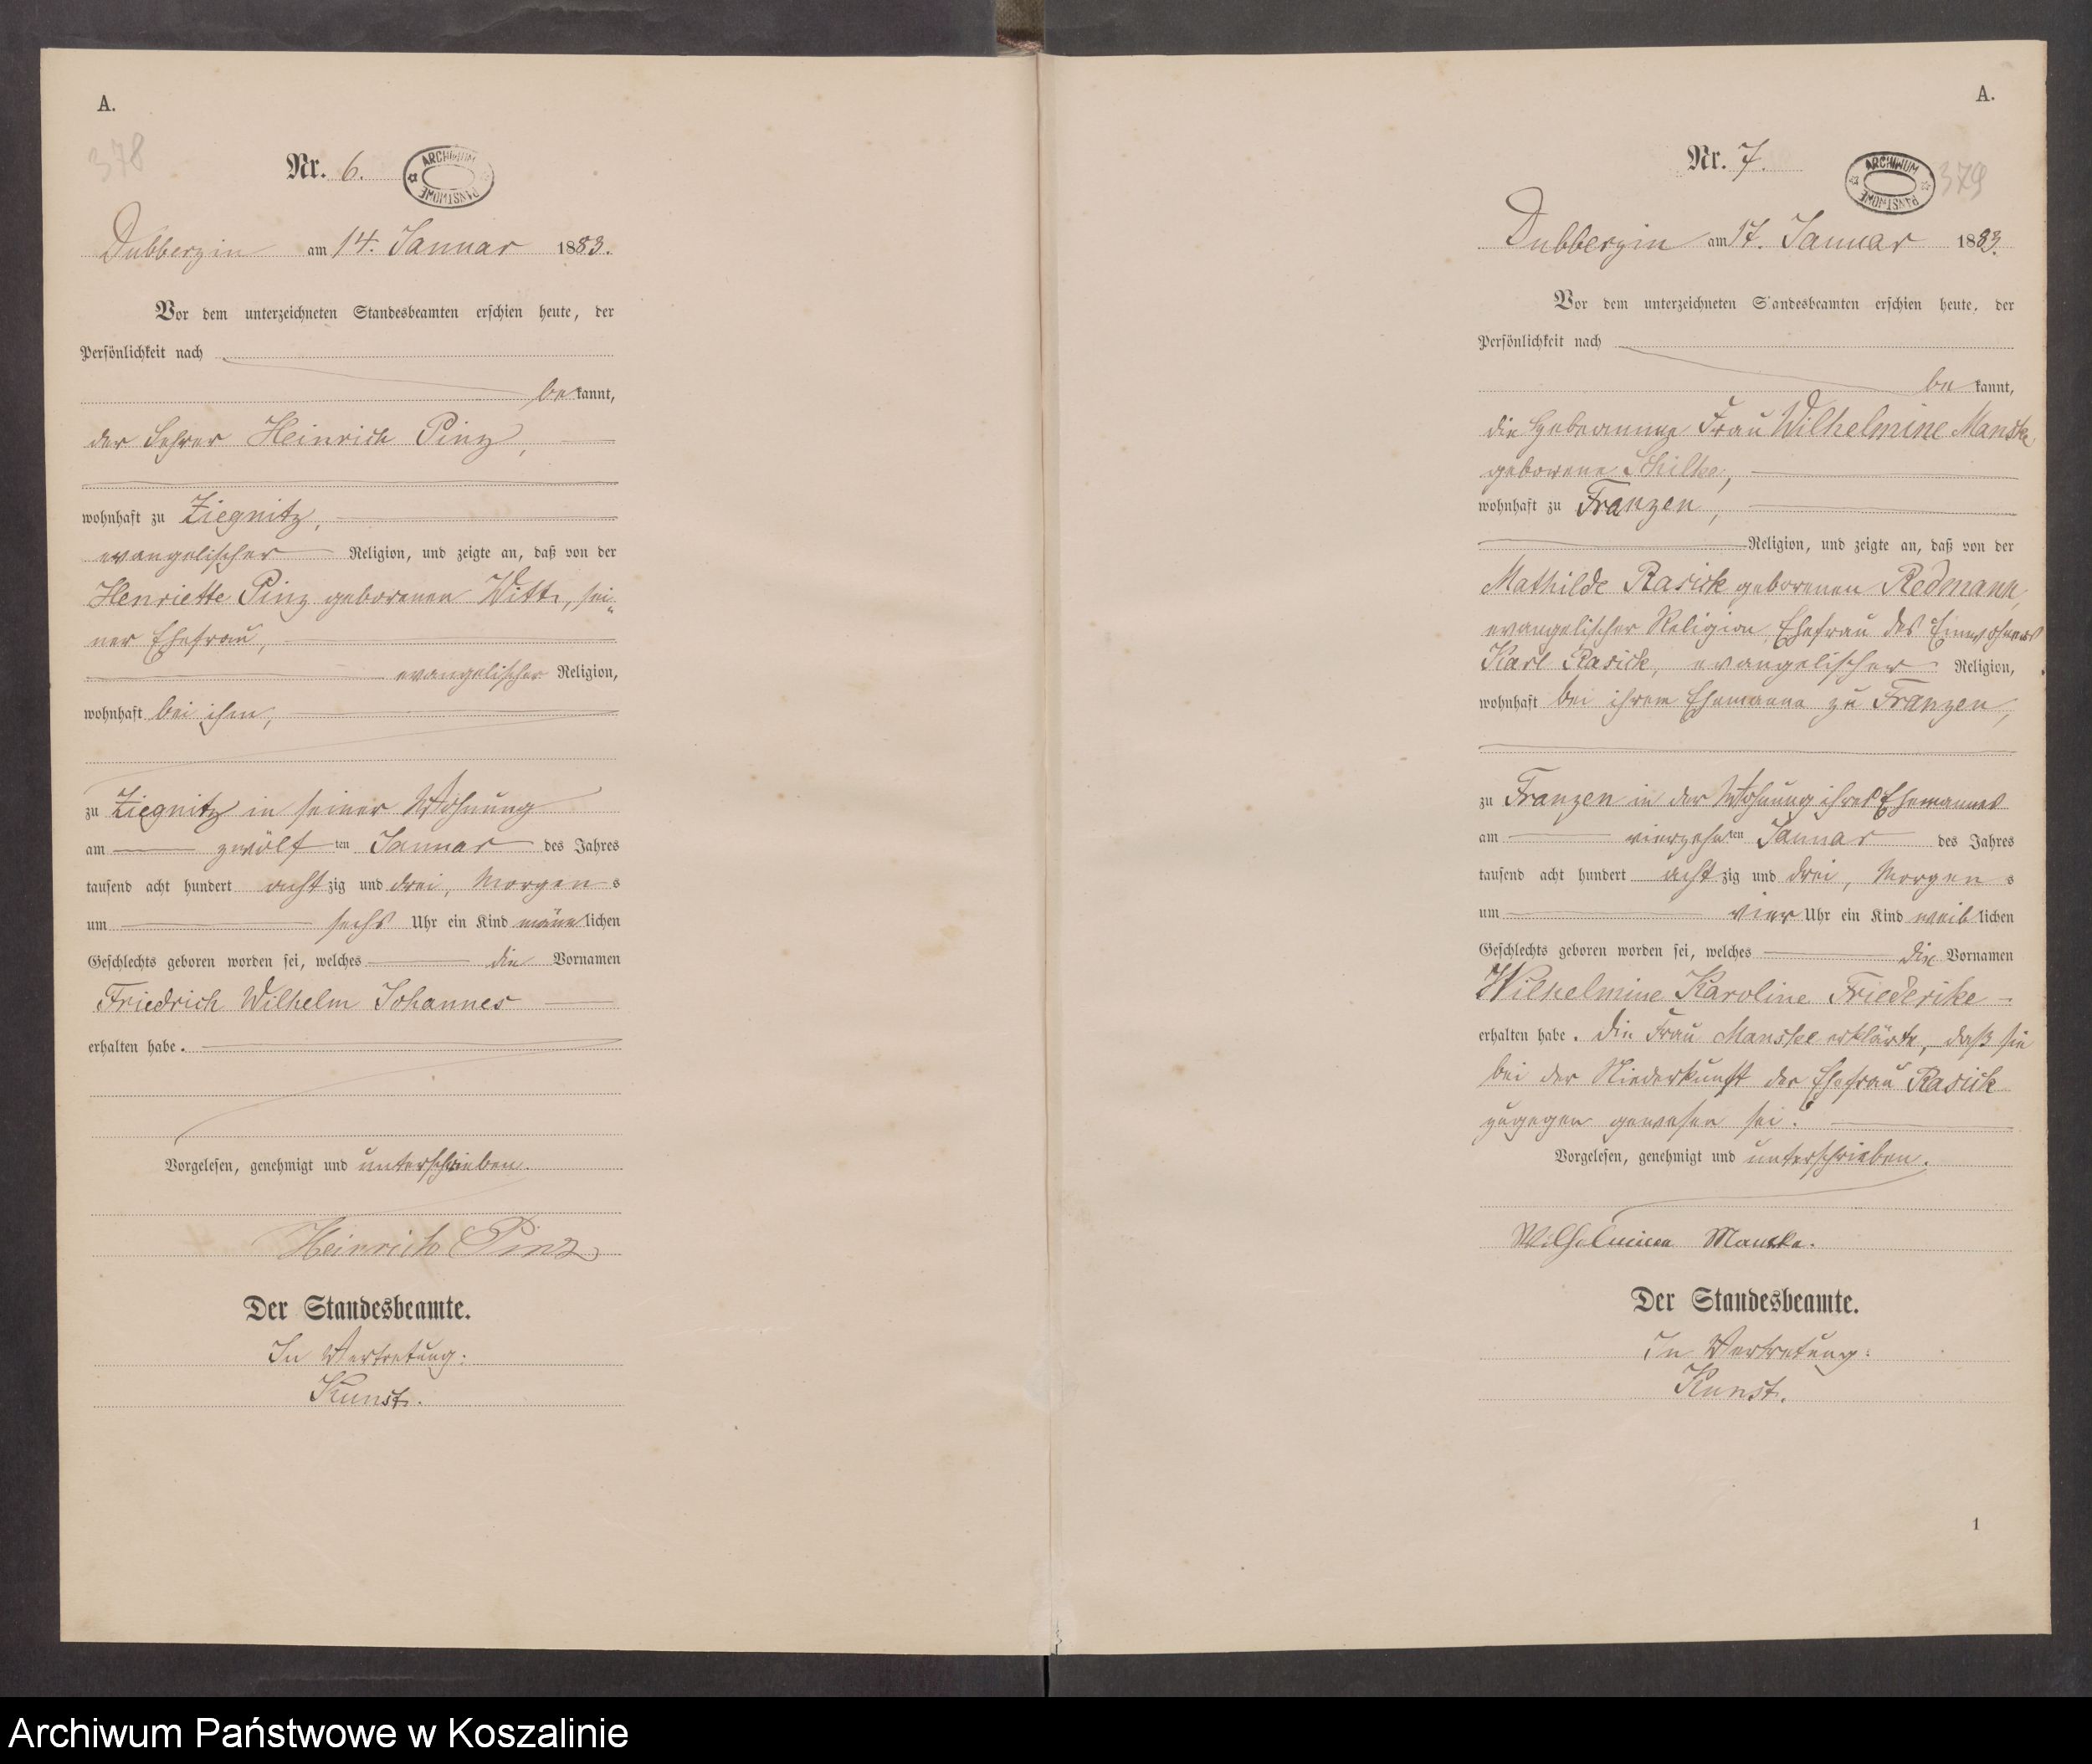 A.
378
Nr. 6.
ARCHIWUM PAŃSTWOWE
Dubberzin am 14. Januar 1883.
Vor dem unterzeichneten Standesbeamten erschien heute, der
Persönlichkeit nach
bekannt,
der Lehrer Heinrich Pinz,
wohnhaft zu Ziegnitz,
evangelischer Religion, und zeigte an, daß von der
Henriette Pinz geborenen Witt, sei„
ner Ehefrau,
evangelischer Religion,
wohnhaft bei ihm,
zu Ziegnitz in seiner Wohnung
am zwölften Januar des Jahres
tausend acht hundert achtzig und drei, Morgens
um sechs Uhr ein Kind männlichen
Geschlechts geboren worden sei, welches die Vornamen
Friedrich Wilhelm Johannes
erhalten habe.
Vorgelesen, genehmigt und unterschrieben.
Heinrich Pinz
Der Standesbeamte.
In Vertretung:
Kunst.
A.
Nr. 7.
ARCHIWUM PAŃSTWOWE
379
Dubberzin am 17. Januar 1883.
Vor dem unterzeichneten Standesbeamten erschien heute, der
Persönlichkeit nach
bekannt,
die Hebeamme Frau Wilhelmine Manske
geborene Schilke,
wohnhaft zu Franzen,
Religion, und zeigte an, daß von der
Mathilde Rasick geborenen Redmann,
evangelischer Religion, Ehefrau des Einwohners
Karl Rasick, evangelischer Religion,
wohnhaft bei ihrem Ehemanne zu Franzen,
zu Franzen in der Wohnung ihres Ehemannes
am vierzehnten Januar des Jahres
tausend acht hundert achtzig und drei, Morgens
um vier Uhr ein Kind weiblichen
Geschlechts geboren worden sei, welches die Vornamen
Wilhelmine Karoline Friederike
erhalten habe. Die Frau Manske erklärte, daß sie
bei der Niederkunft der Ehefrau Rasick
zugegen gewesen sei.
Vorgelesen, genehmigt und unterschrieben.
Wilhelmine Manske.
Der Standesbeamte.
In Vertretung:
Kunst.
1
Archiwum Państwowe w Koszalinie